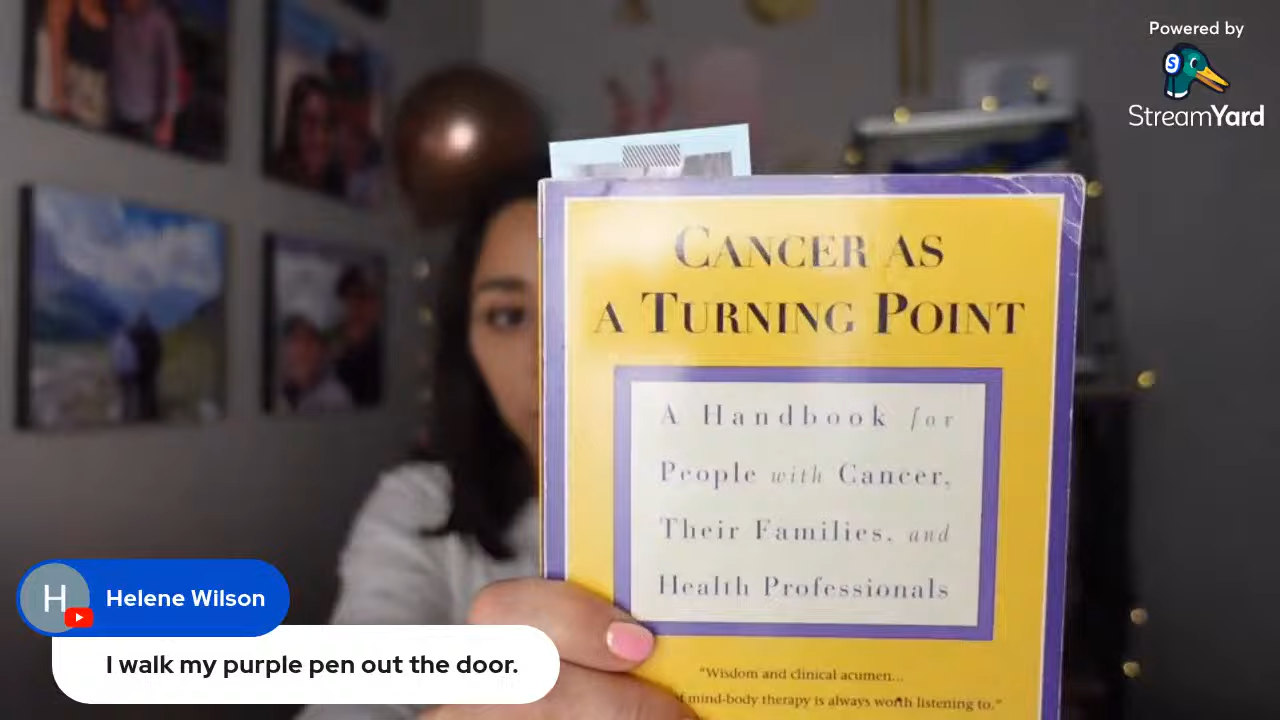 Powered by
StreamYard
CANCER AS
A TURNING POINT
A Handbook for
People with Cancer,
Their Families, and
Health Professionals
"Wisdom and clinical acumen...
mind-body therapy is always worth listening to."
H
Helene Wilson
I walk my purple pen out the door.